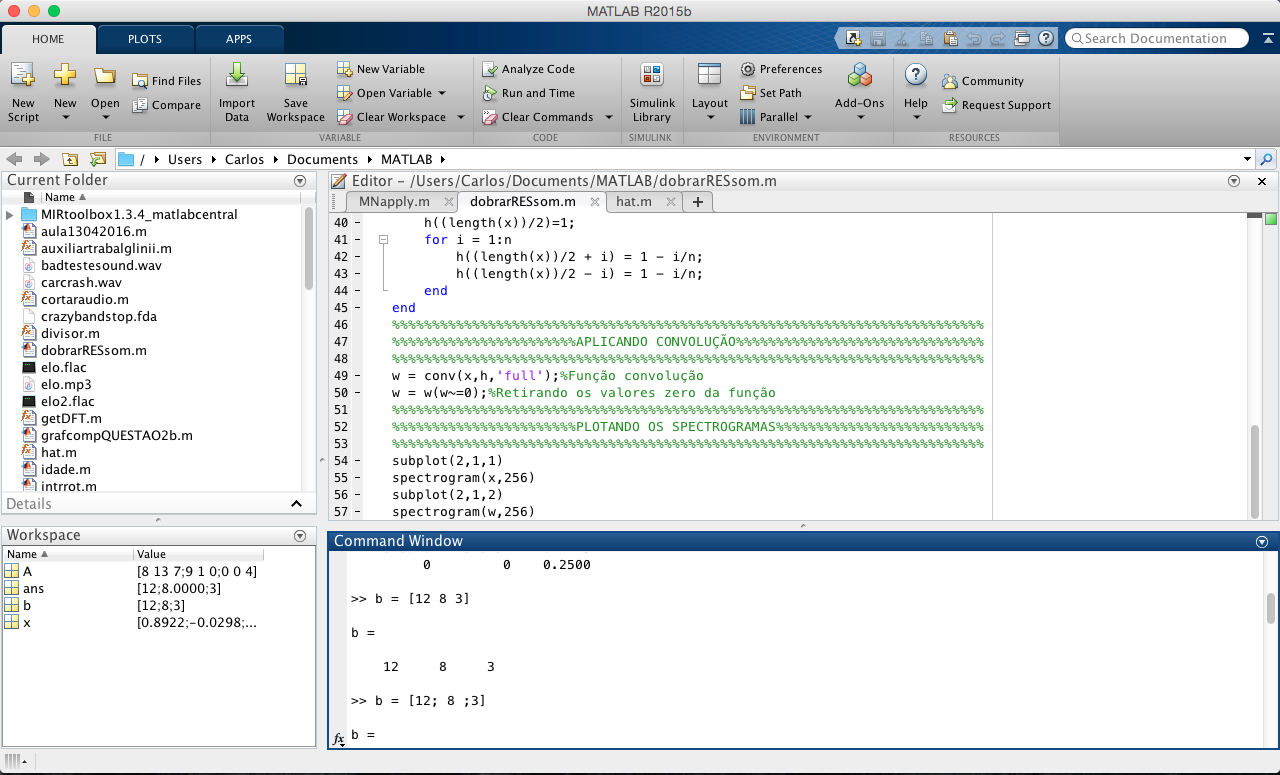 MATLAB R2015b
HOME PLOTS APPS
Search Documentation
New Script
New
Open
Find Files
Compare
Import Data
Save Workspace
New Variable
Open Variable
Clear Workspace
Analyze Code
Run and Time
Clear Commands
Simulink Library
Layout
Preferences
Set Path
Parallel
Add-Ons
Help
Community
Request Support
FILE VARIABLE CODE SIMULINK ENVIRONMENT RESOURCES
/ Users Carlos Documents MATLAB
Current Folder
Name
MIRtoolbox1.3.4_matlabcentral
aula13042016.m
auxiliartrabalglinii.m
badtestesound.wav
carcrash.wav
cortaraudio.m
crazybandstop.fda
divisor.m
dobrarRESsom.m
elo.flac
elo.mp3
elo2.flac
getDFT.m
grafcompQUESTAO2b.m
hat.m
idade.m
intrrot.m
Details
Workspace
Name Value
A [8 13 7;9 1 0;0 0 4]
ans [12;8.0000;3]
b [12;8;3]
x [0.8922;-0.0298;...
Editor - /Users/Carlos/Documents/MATLAB/dobrarRESsom.m
MNapply.m dobrarRESsom.m hat.m
40 - h((length(x))/2)=1;
41 - for i = 1:n
42 - h((length(x))/2 + i) = 1 - i/n;
43 - h((length(x))/2 - i) = 1 - i/n;
44 - end
45 - end
46 %%%%%%%%%%%%%%%%%%%%%%%%%%%%%%%%%%%%%%%%%%%%%%%%%%%%%%%%%%%%%%%%%%%%%%%%%%%%
47 %%%%%%%%%%%%%%%%%%%%%%%APLICANDO CONVOLUÇÃO%%%%%%%%%%%%%%%%%%%%%%%%%%%%%%%
48 %%%%%%%%%%%%%%%%%%%%%%%%%%%%%%%%%%%%%%%%%%%%%%%%%%%%%%%%%%%%%%%%%%%%%%%%%%%%
49 - w = conv(x,h,'full');%Função convolução
50 - w = w(w~=0);%Retirando os valores zero da função
51 %%%%%%%%%%%%%%%%%%%%%%%%%%%%%%%%%%%%%%%%%%%%%%%%%%%%%%%%%%%%%%%%%%%%%%%%%%%%
52 %%%%%%%%%%%%%%%%%%%%%%%PLOTANDO OS SPECTROGRAMAS%%%%%%%%%%%%%%%%%%%%%%%%%%
53 %%%%%%%%%%%%%%%%%%%%%%%%%%%%%%%%%%%%%%%%%%%%%%%%%%%%%%%%%%%%%%%%%%%%%%%%%%%%
54 - subplot(2,1,1)
55 - spectrogram(x,256)
56 - subplot(2,1,2)
57 - spectrogram(w,256)
Command Window
0 0 0.2500
>> b = [12 8 3]
b =
12 8 3
>> b = [12; 8 ;3]
b =
fx